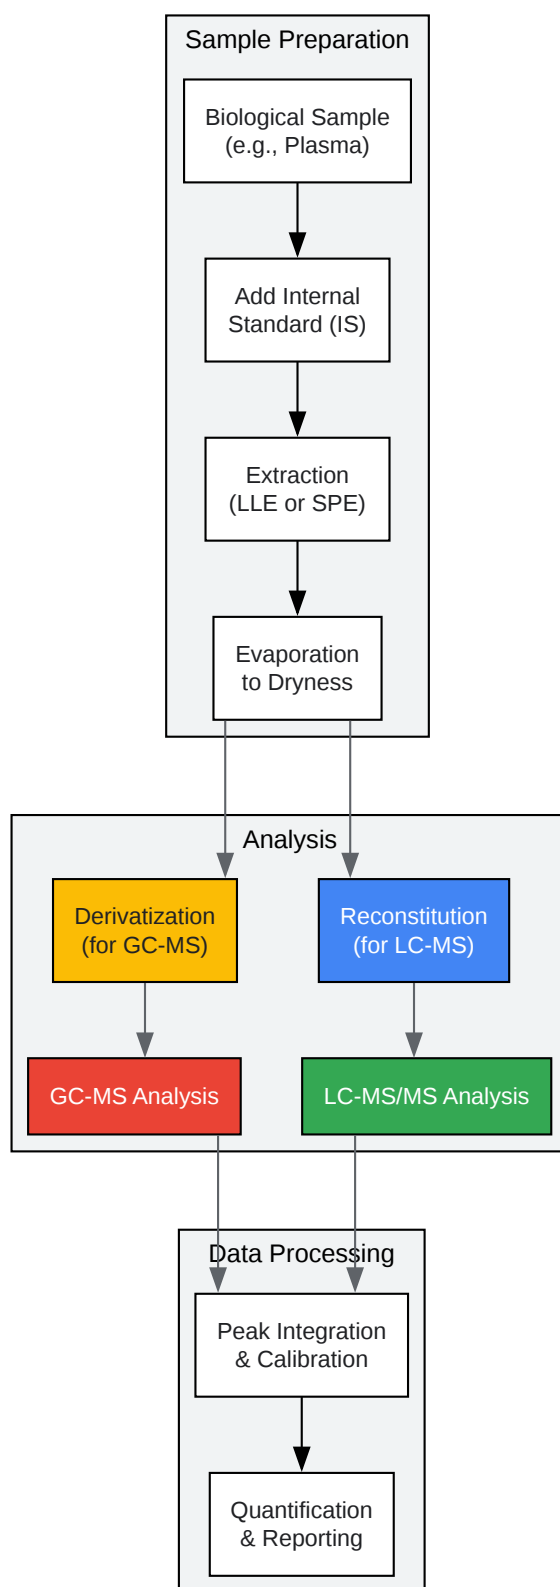 Sample Preparation
Biological Sample
(e.g., Plasma)
Add Internal
Standard (IS)
Extraction
(LLE or SPE)
Evaporation
to Dryness
Analysis
Derivatization
(for GC-MS)
Reconstitution
(for LC-MS)
GC-MS Analysis
LC-MS/MS Analysis
Data Processing
Peak Integration
& Calibration
Quantification
& Reporting